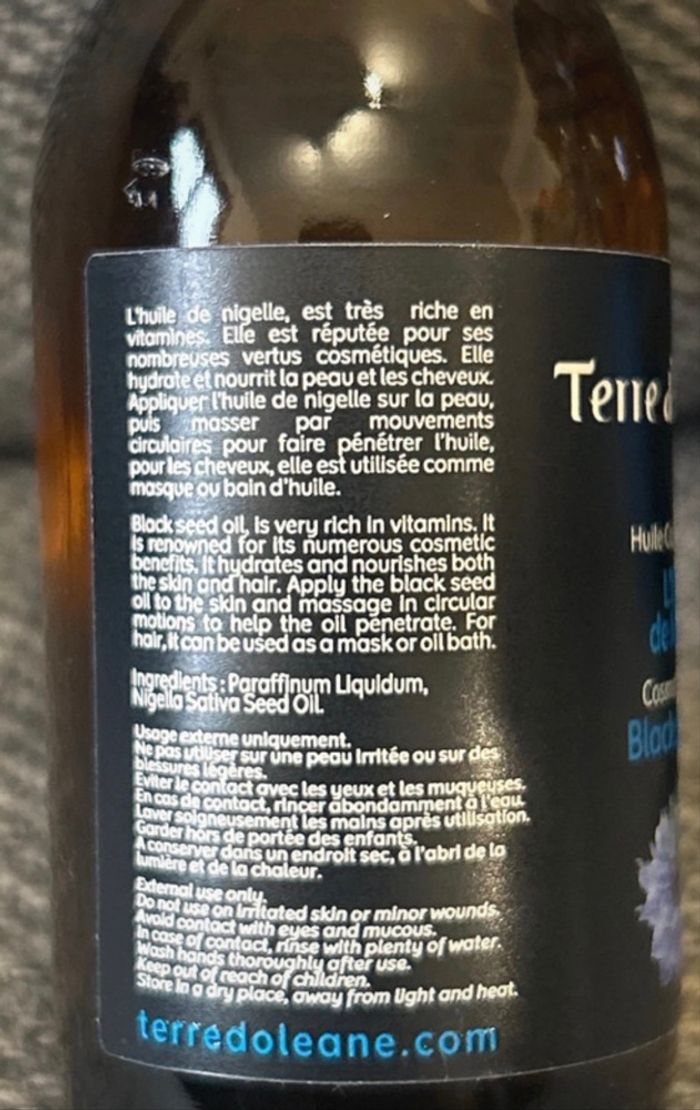 L'huile de nigelle, est très riche en
vitamines. Elle est réputée pour ses
nombreuses vertus cosmétiques. Elle
hydrate et nourrit la peau et les cheveux.
Appliquer l'huile de nigelle sur la peau,
puis masser par mouvements
circulaires pour faire pénétrer l'huile,
pour les cheveux, elle est utilisée comme
masque ou bain d'huile.
Black seed oil, is very rich in vitamins. It
is renowned for its numerous cosmetic
benefits. It hydrates and nourishes both
the skin and hair. Apply the black seed
oil to the skin and massage in circular
motions to help the oil penetrate. For
hair, it can be used as a mask or oil bath.
Ingredients : Paraffinum Liquidum,
Nigella Sativa Seed Oil.
Usage externe uniquement.
Ne pas utiliser sur une peau irritée ou sur des
blessures légères.
Eviter le contact avec les yeux et les muqueuses.
En cas de contact, rincer abondamment à l'eau.
Laver soigneusement les mains après utilisation.
Garder hors de portée des enfants.
A conserver dans un endroit sec, à l'abri de la
lumière et de la chaleur.
External use only.
Do not use on irritated skin or minor wounds.
Avoid contact with eyes and mucous.
In case of contact, rinse with plenty of water.
Wash hands thoroughly after use.
Keep out of reach of children.
Store in a dry place, away from light and heat.
terredoleane.com
Terre
Huile
de
Black